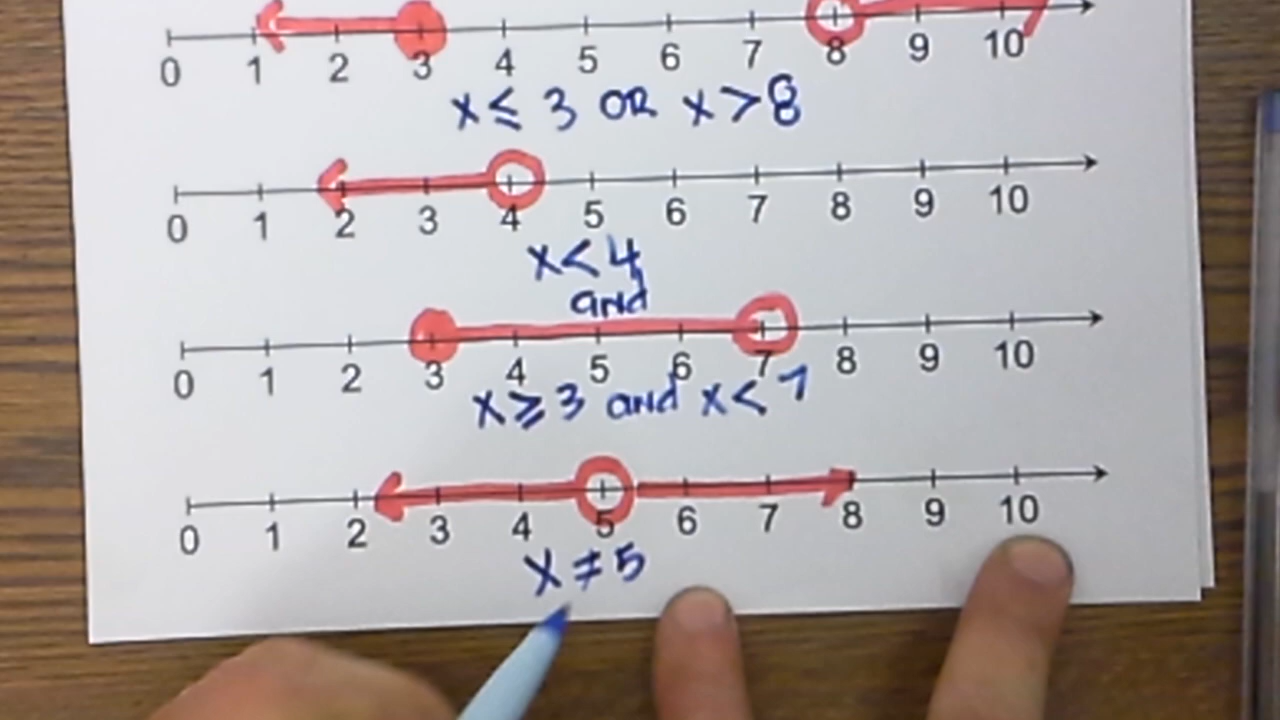 0 1 2 3 4 5 6 7 8 9 10
x ≤ 3 OR x > 8
0 1 2 3 4 5 6 7 8 9 10
x < 4
and
0 1 2 3 4 5 6 7 8 9 10
x ≥ 3 and x < 7
0 1 2 3 4 5 6 7 8 9 10
x ≠ 5